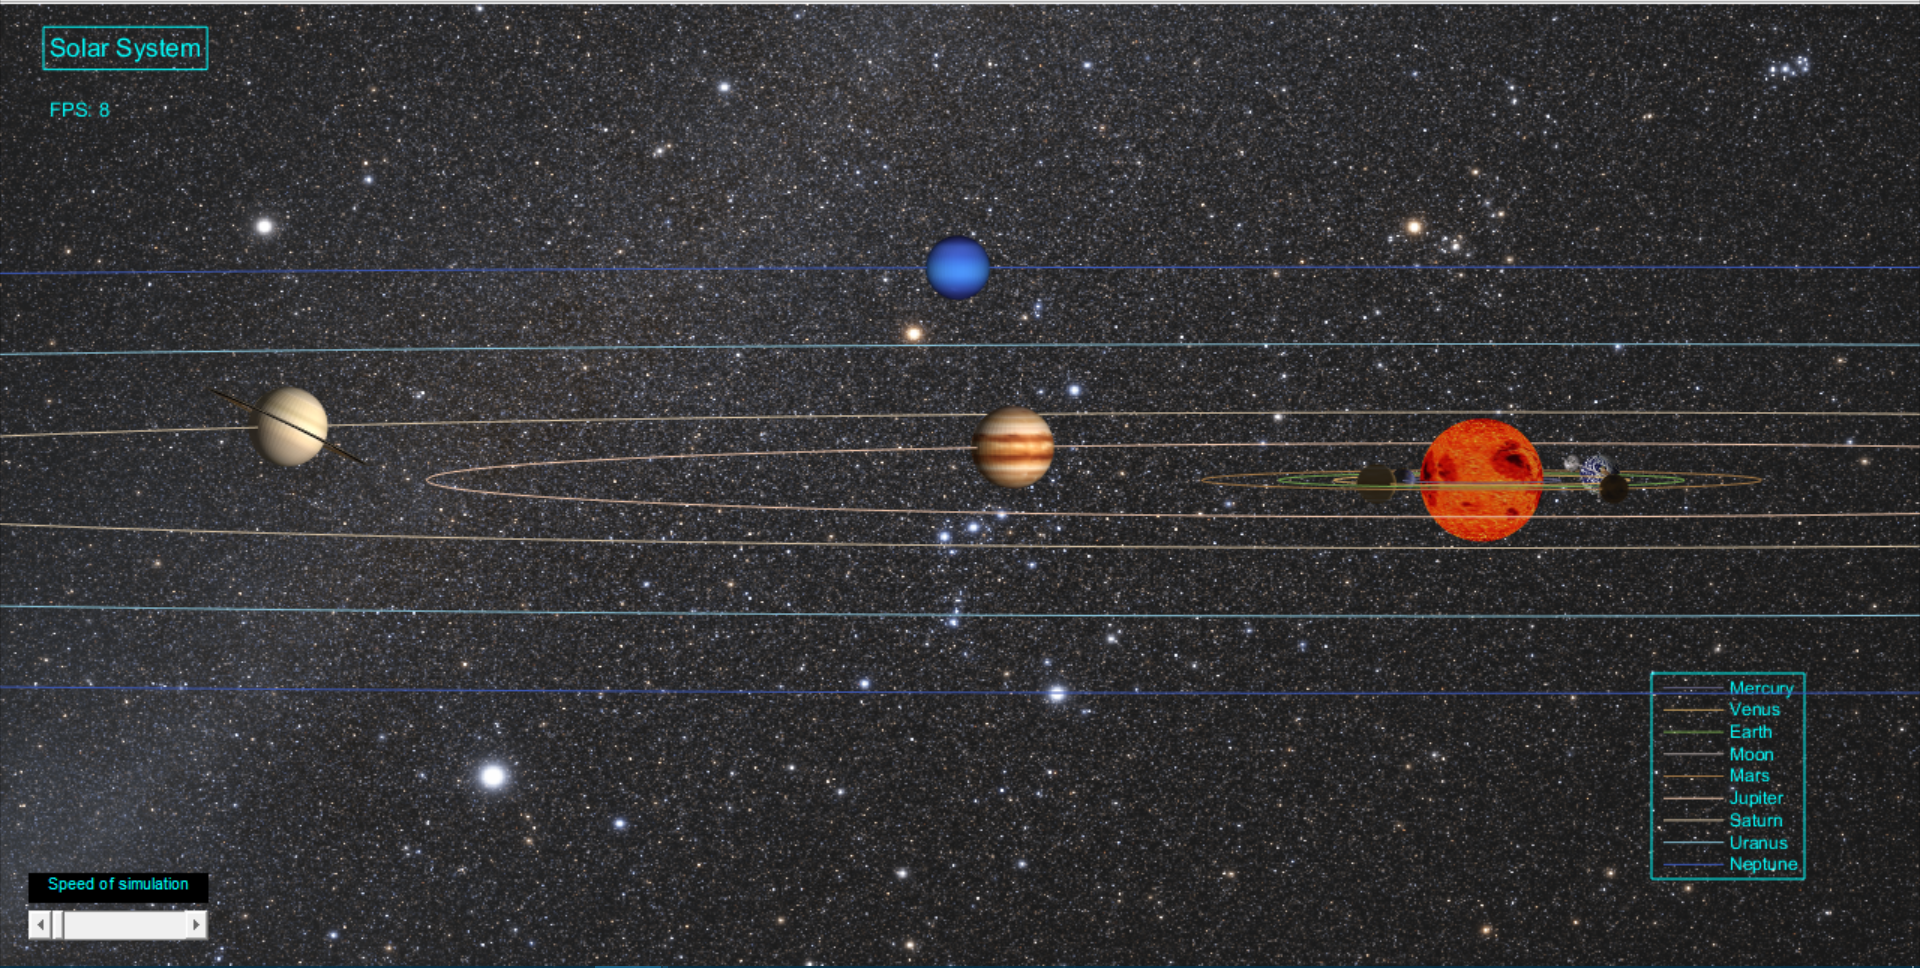 Solar System
FPS: 8
Mercury
Venus
Earth
Moon
Mars
Jupiter
Saturn
Uranus
Neptune
Speed of simulation